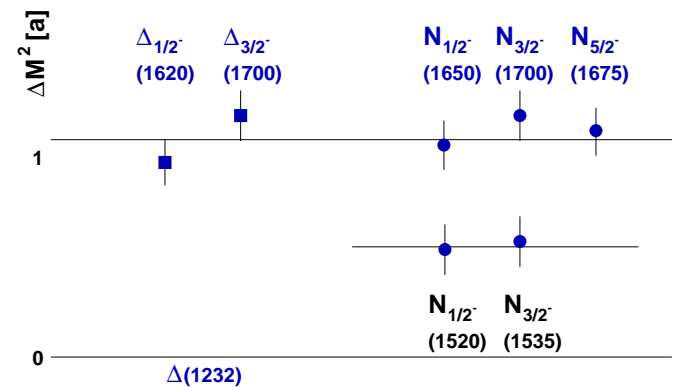 ΔM² [a]
Δ1/2- Δ3/2- N1/2- N3/2- N5/2-
(1620) (1700) (1650) (1700) (1675)
1
N1/2- N3/2-
(1520) (1535)
0
Δ(1232)